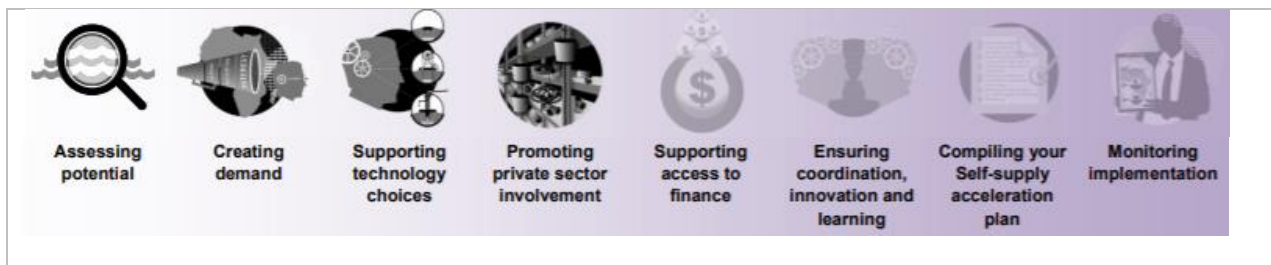 Assessing
potential
Creating
demand
Supporting
technology
choices
Promoting
private sector
involvement
Supporting
access to
finance
Ensuring
coordination,
innovation and
learning
Compiling your
Self-supply
acceleration
plan
Monitoring
implementation